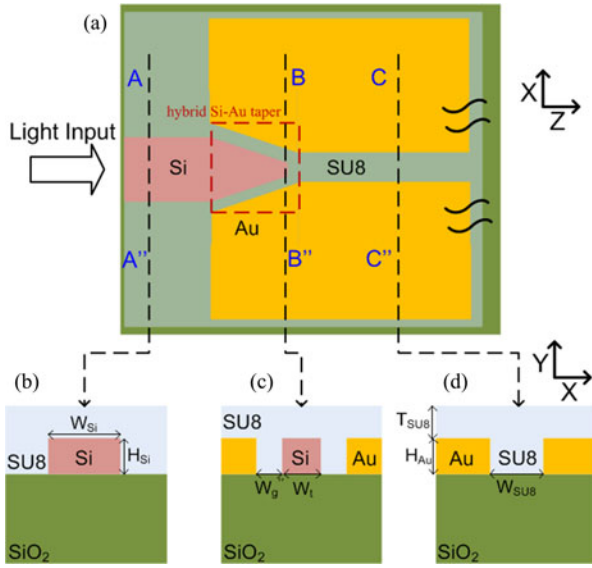 (a)
A
B
C
hybrid Si-Au taper
X
Z
Light Input
Si
SU8
Au
A"
B"
C"
Y
X
(b)
(c)
(d)
W_Si
SU8
Si
H_Si
SiO₂
SU8
Si
Au
W_g
W_t
T_SU8
H_Au
Au
SU8
W_SU8
SiO₂